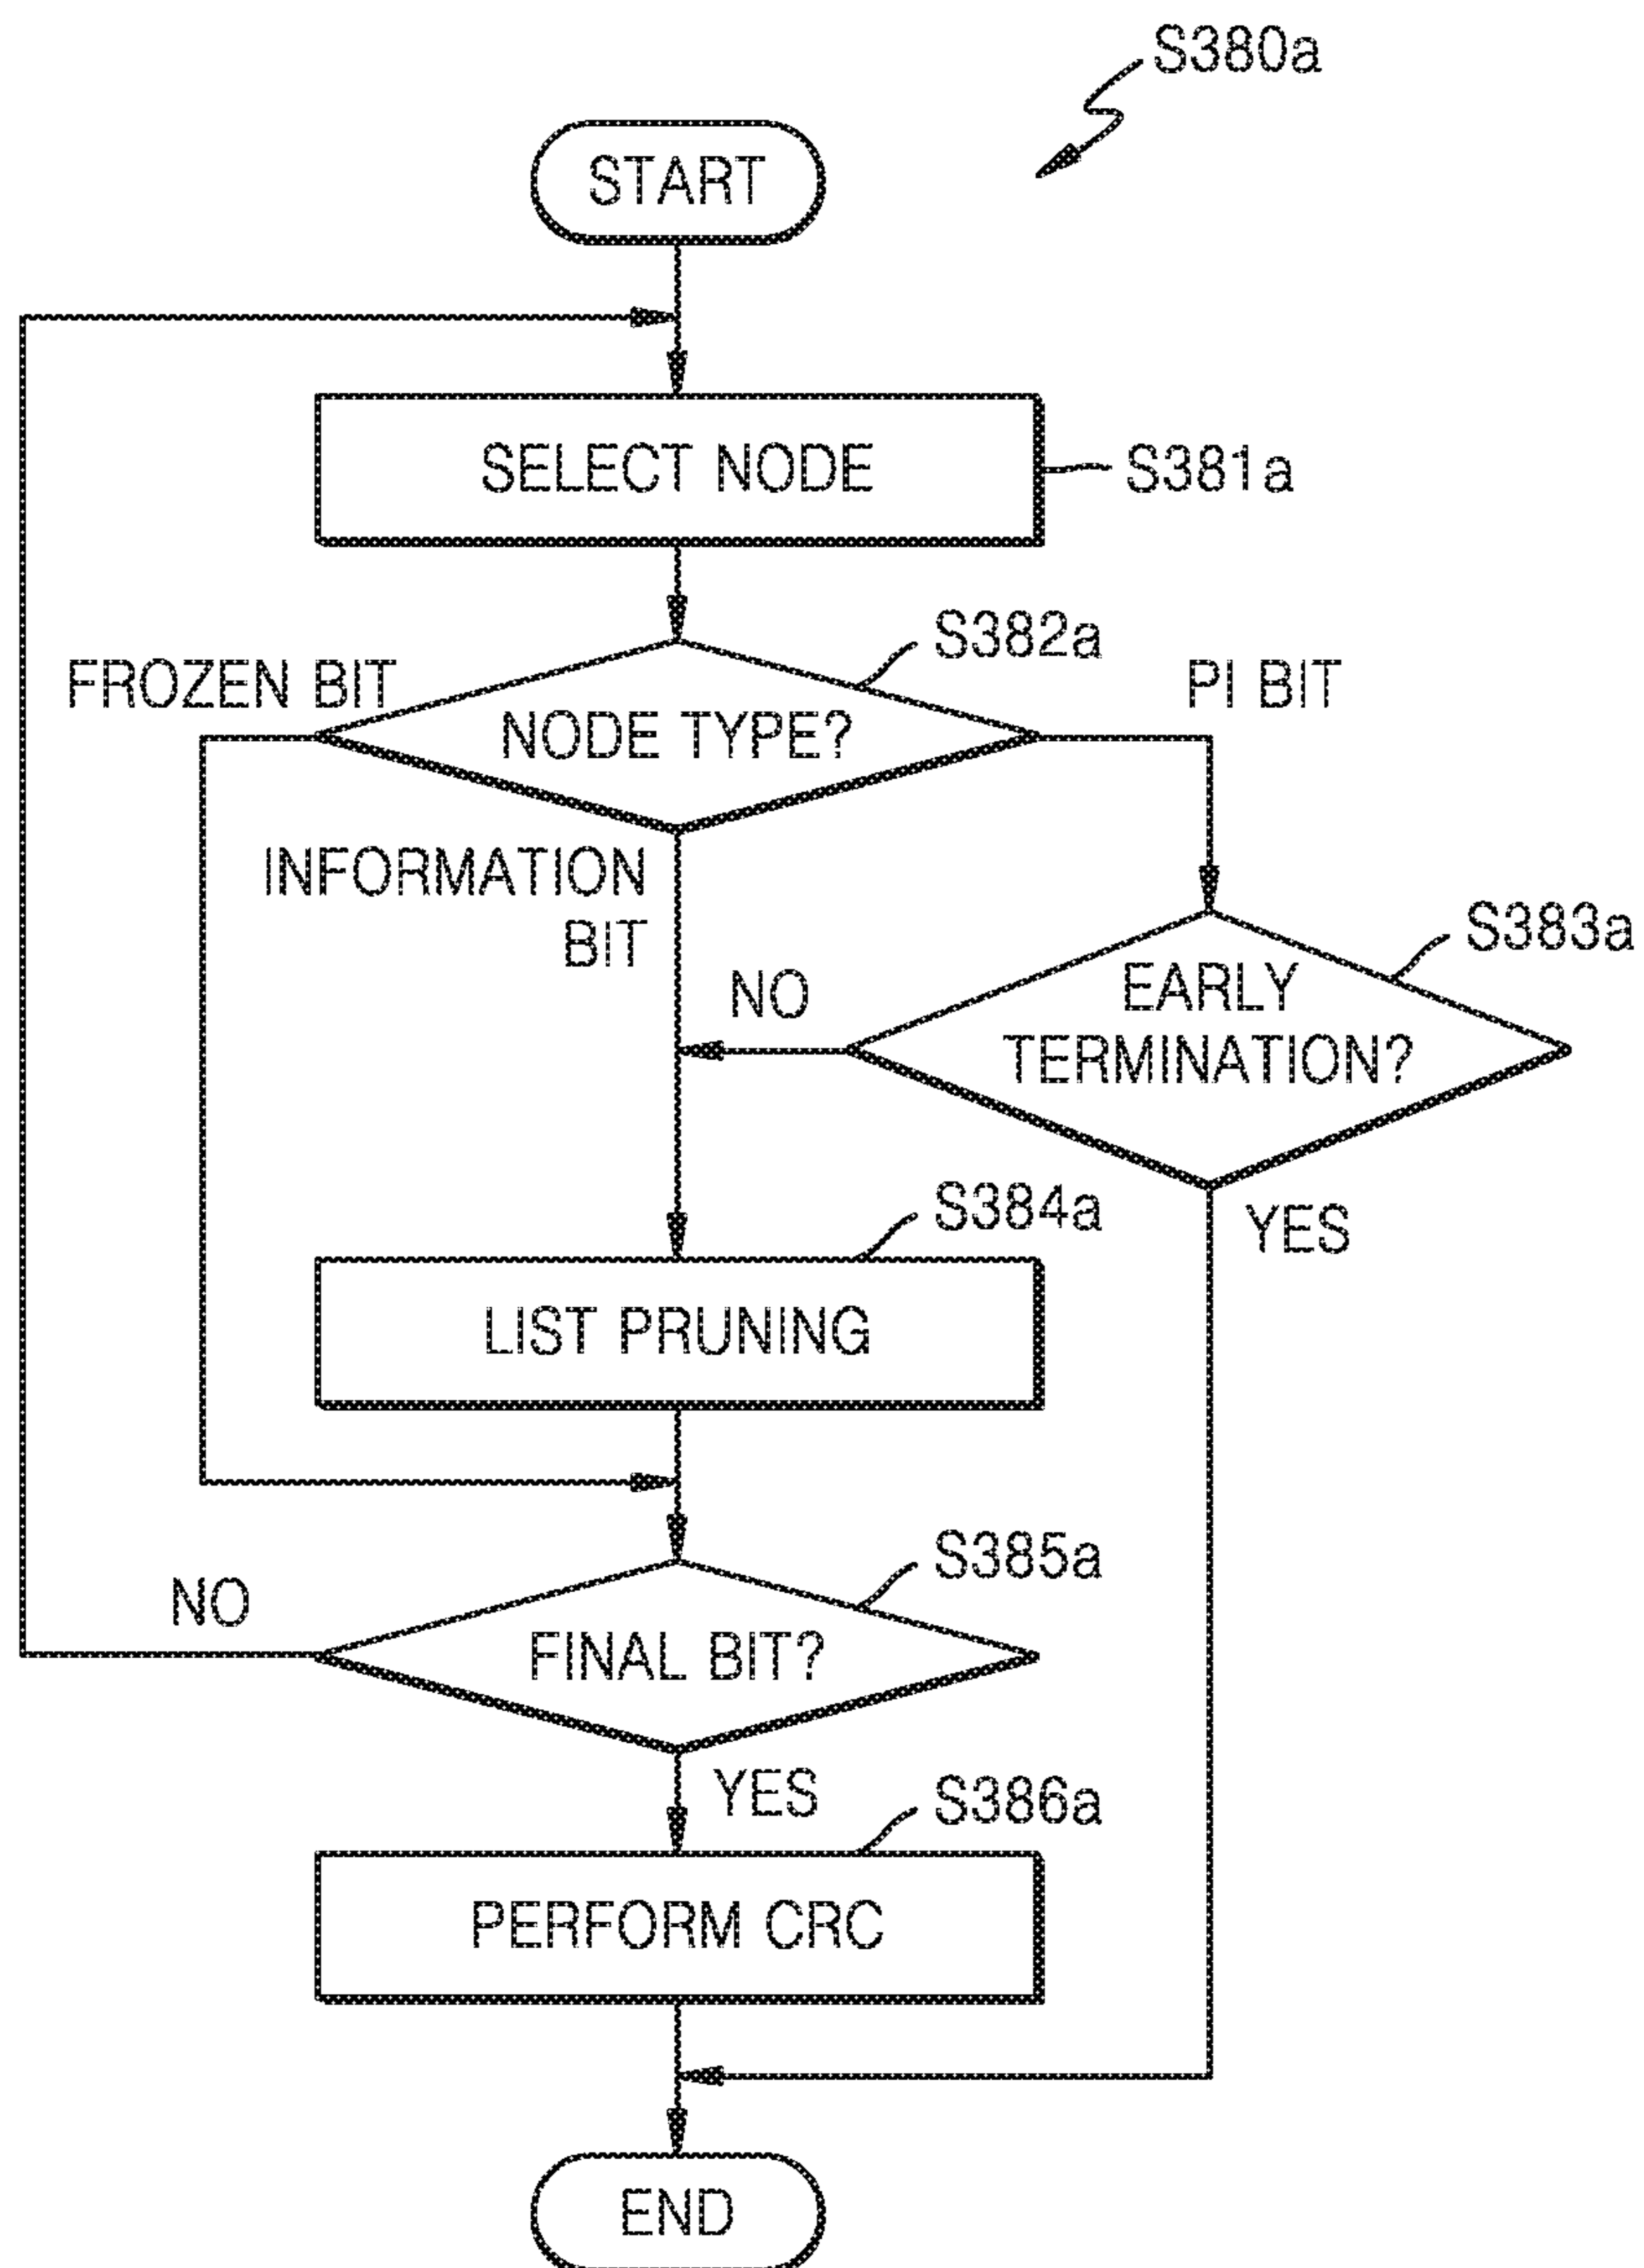 S380a
START
SELECT NODE
S381a
S382a
FROZEN BIT
PI BIT
NODE TYPE?
INFORMATION
BIT
S383a
NO
EARLY
TERMINATION?
S384a
YES
LIST PRUNING
S385a
NO
FINAL BIT?
YES
S386a
PERFORM CRC
END